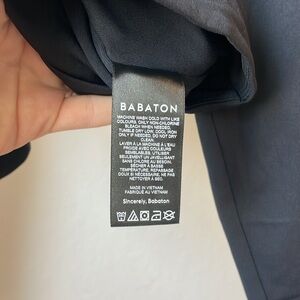 BABATON
MACHINE WASH COLD WITH LIKE
COLOURS, ONLY NON-CHLORINE
BLEACH WHEN NEEDED,
TUMBLE DRY LOW, COOL IRON
ONLY IF NEEDED, DO NOT DRY
CLEAN
LAVER À LA MACHINE À L'EAU
FROIDE AVEC COULEURS
SEMBLABLES, UTILISER
SEULEMENT UN JAVELLISANT
SANS CHLORE AU BESOIN,
SÉCHER À BASSE
TEMPÉRATURE, REPASSAGE
DOUX SI NÉCESSAIRE, NE PAS
NETTOYER À SEC
MADE IN VIETNAM
FABRIQUÉ AU VIETNAM
Sincerely, Babaton